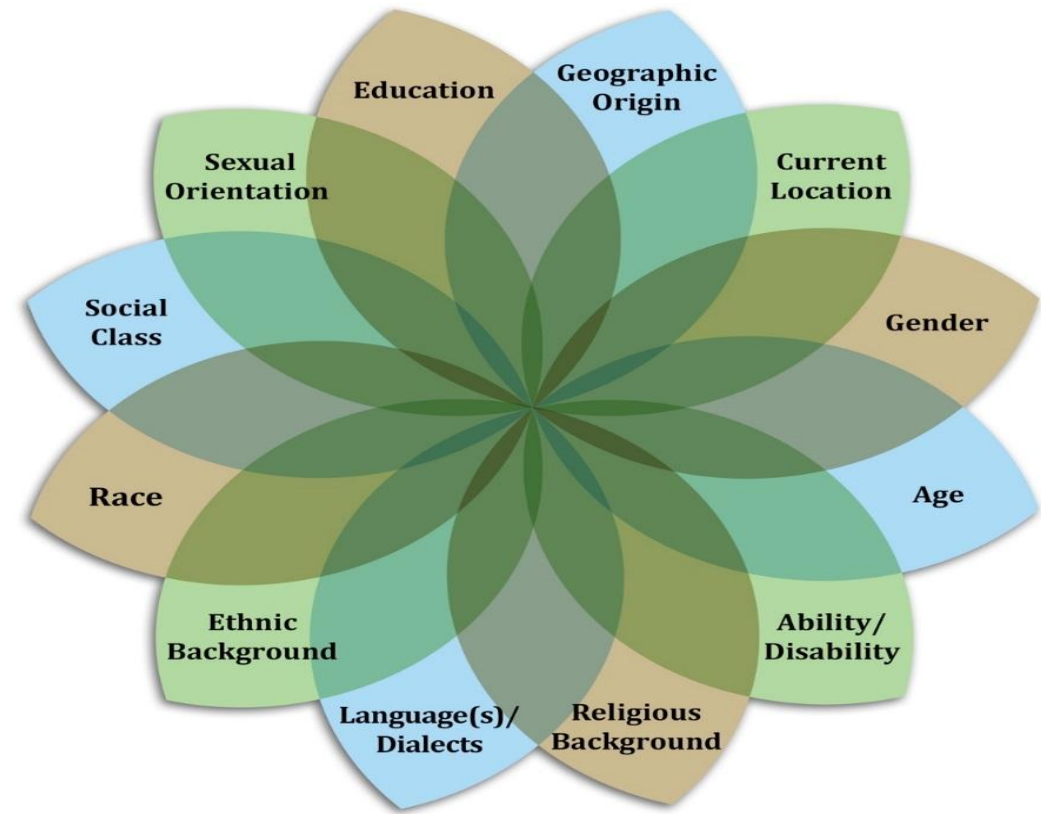 Education
Geographic
Origin
Current
Location
Gender
Age
Ability/
Disability
Religious
Background
Language(s)/
Dialects
Ethnic
Background
Race
Social
Class
Sexual
Orientation